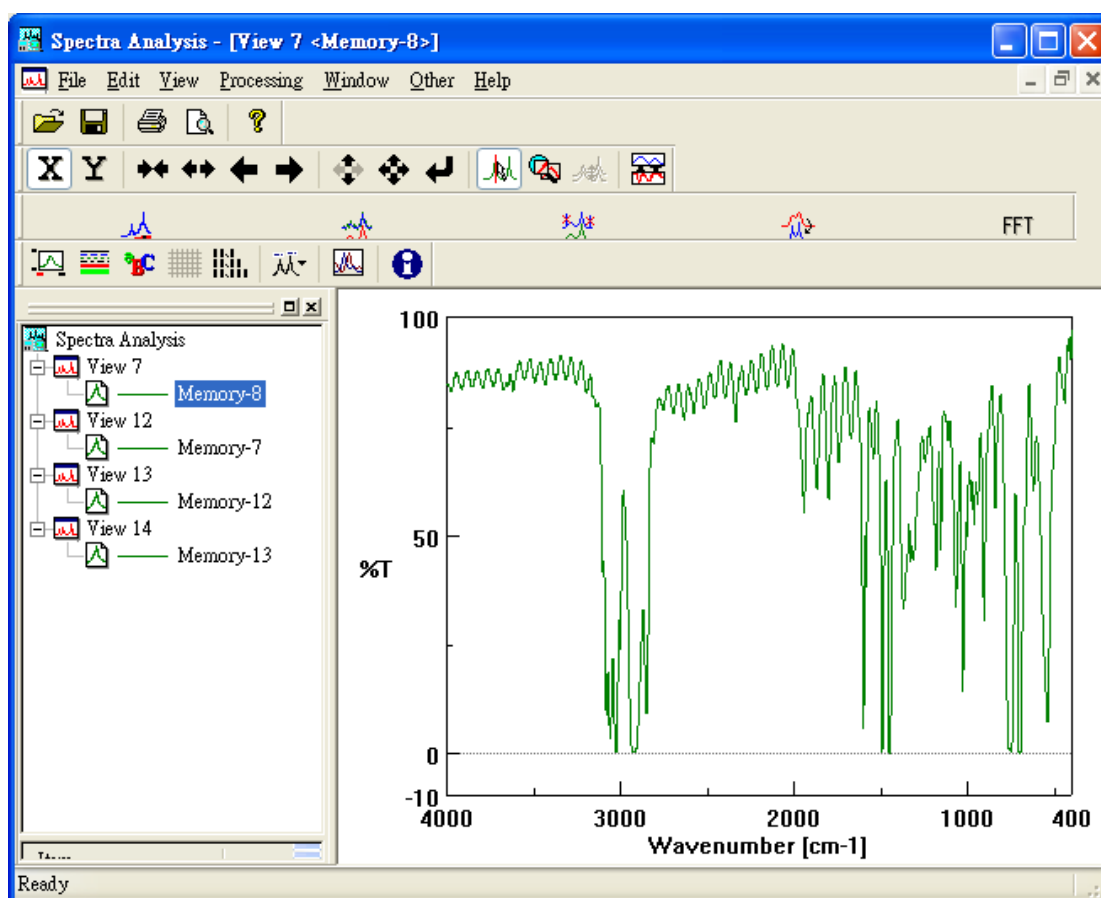 Spectra Analysis - [View 7 <Memory-8>]
File Edit View Processing Window Other Help
X Y
FFT
aBC
Spectra Analysis
View 7
Memory-8
View 12
Memory-7
View 13
Memory-12
View 14
Memory-13
100
50
%T
0
-10
4000 3000 2000 1000 400
Wavenumber [cm-1]
Ready